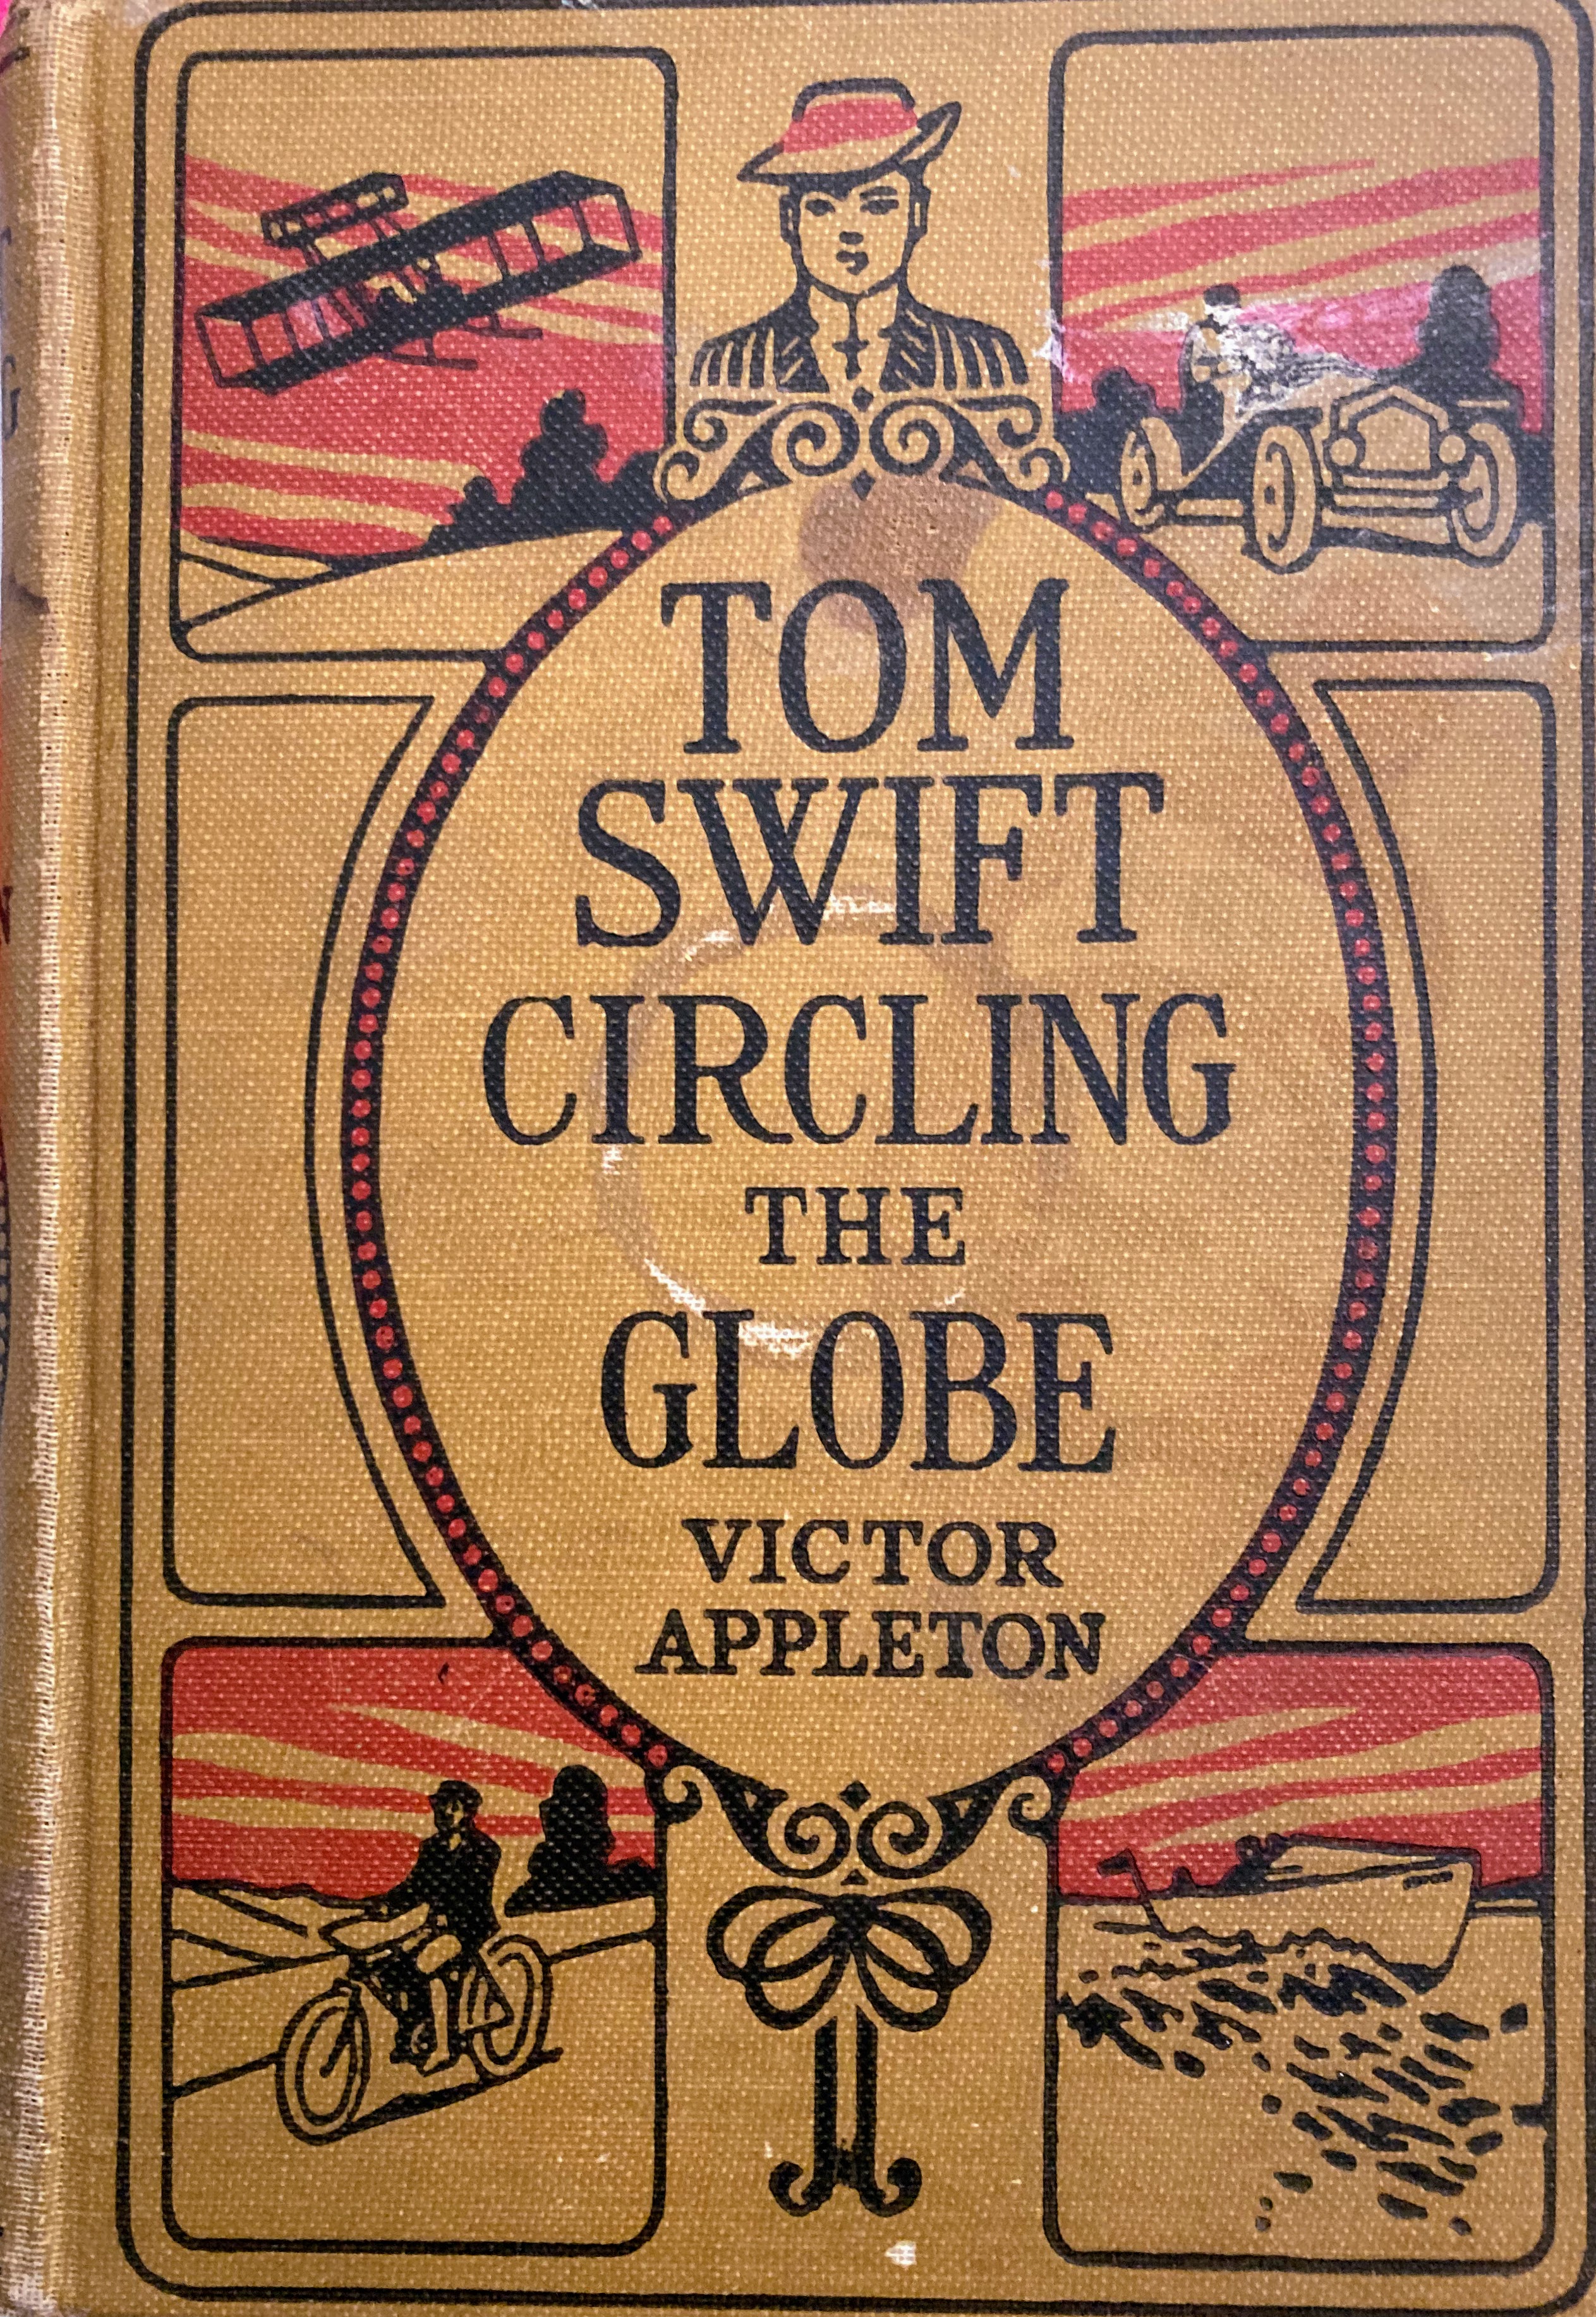 TOM
SWIFT
CIRCLING
THE
GLOBE
VICTOR
APPLETON